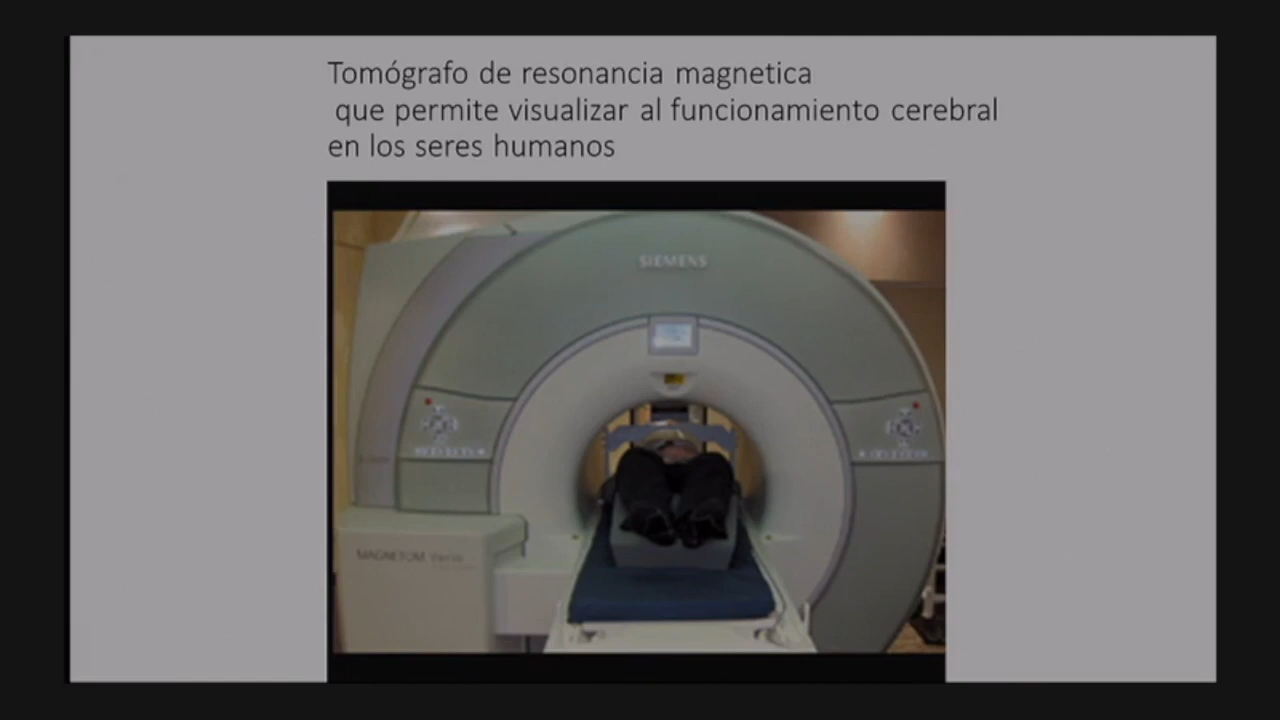 Tomógrafo de resonancia magnetica
que permite visualizar al funcionamiento cerebral
en los seres humanos
SIEMENS
MAGNETOM Verio